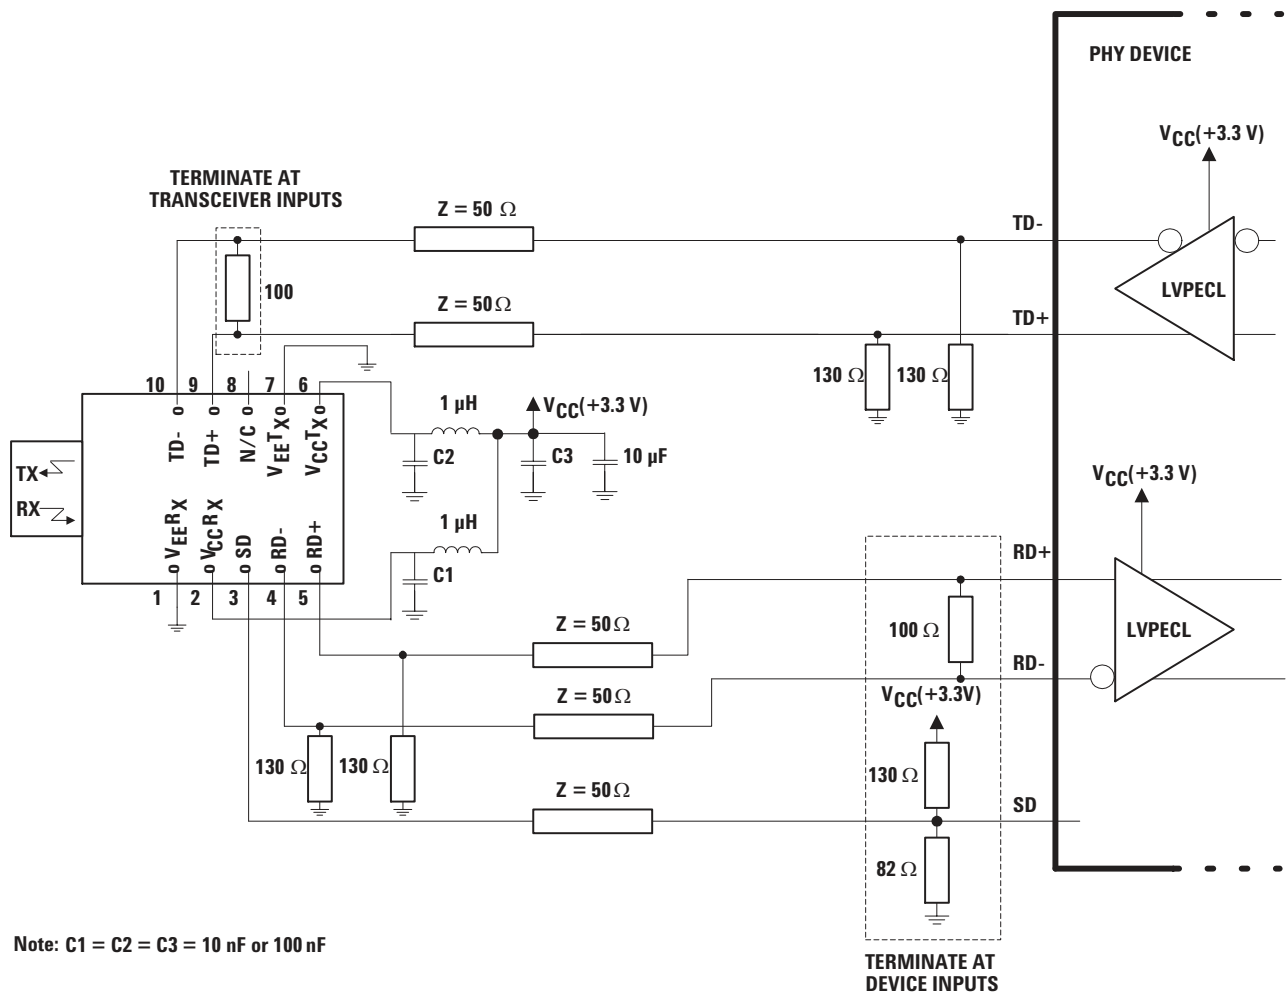 PHY DEVICE
VCC(+3.3 V)
TERMINATE AT
TRANSCEIVER INPUTS
Z = 50 Ω
TD-
LVPECL
100
Z = 50 Ω
TD+
130 Ω
130 Ω
10
9
8
7
6
TD-
TD+
N/C
VEETX
VCCTX
1 µH
VCC(+3.3 V)
C2
C3
10 µF
TX
RX
VEERX
VCCRX
SD
RD-
RD+
1 µH
C1
1
2
3
4
5
VCC(+3.3 V)
RD+
Z = 50 Ω
100 Ω
LVPECL
RD-
Z = 50 Ω
VCC(+3.3V)
130 Ω
130 Ω
130 Ω
Z = 50 Ω
SD
82 Ω
Note: C1 = C2 = C3 = 10 nF or 100 nF
TERMINATE AT
DEVICE INPUTS